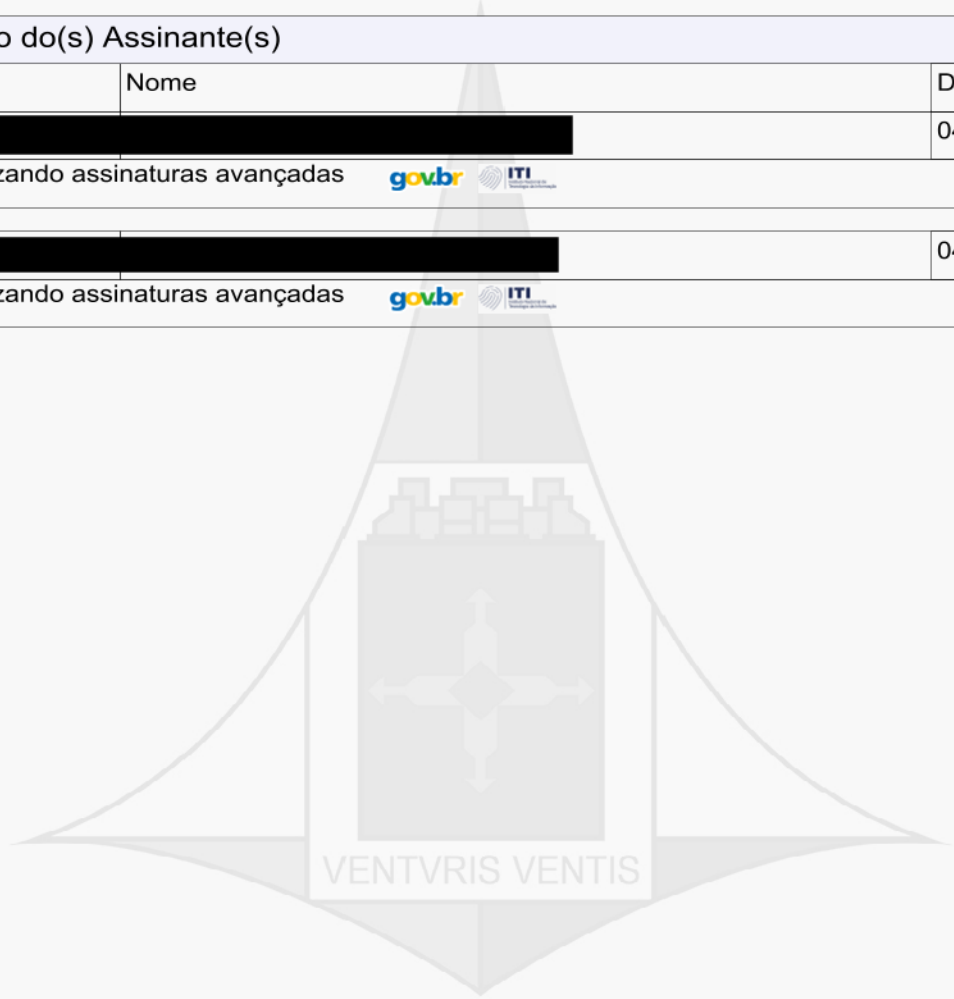 o do(s) Assinante(s)
Nome D
04
zando assinaturas avançadas gov.br ITI
04
zando assinaturas avançadas gov.br ITI
VENTVRIS VENTIS